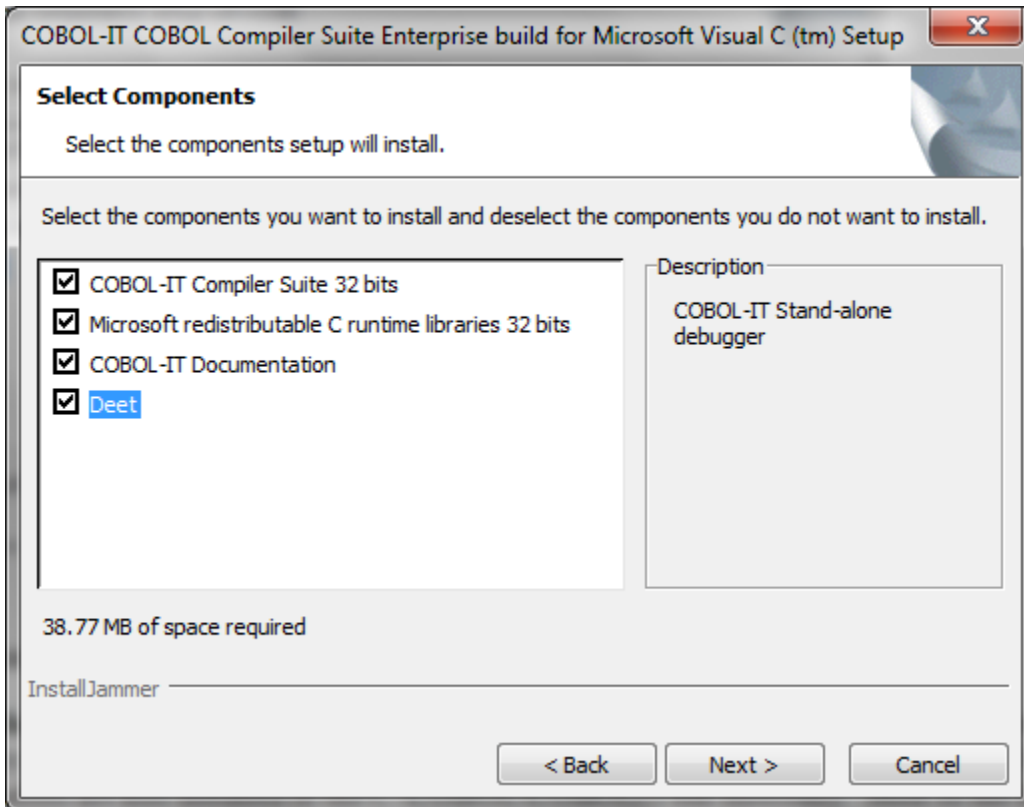 COBOL-IT COBOL Compiler Suite Enterprise build for Microsoft Visual C (tm) Setup
Select Components
Select the components setup will install.
Select the components you want to install and deselect the components you do not want to install.
COBOL-IT Compiler Suite 32 bits
Microsoft redistributable C runtime libraries 32 bits
COBOL-IT Documentation
Deet
Description
COBOL-IT Stand-alone
debugger
38.77 MB of space required
InstallJammer
< Back
Next >
Cancel